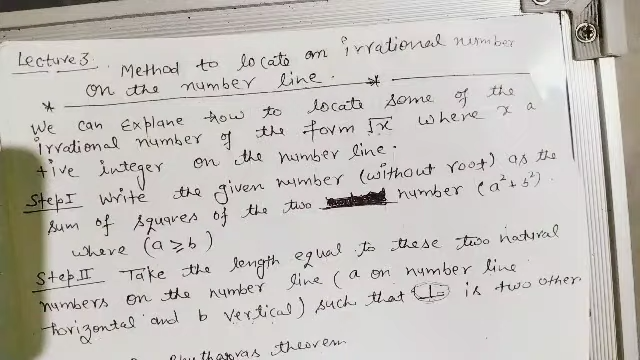 Lecture 3.
Method to locate an irrational number
on the number line.
We can Explane how to locate some of the
irrational number of the form √x where x a
+ive integer on the number line.
Step I Write the given number (without root) as the
sum of squares of the two number (a²+b²).
where (a≥b)
Step II Take the length equal to these two natural
numbers on the number line (a on number line
horizontal and b vertical) such that ⊥ is two other.
theorem